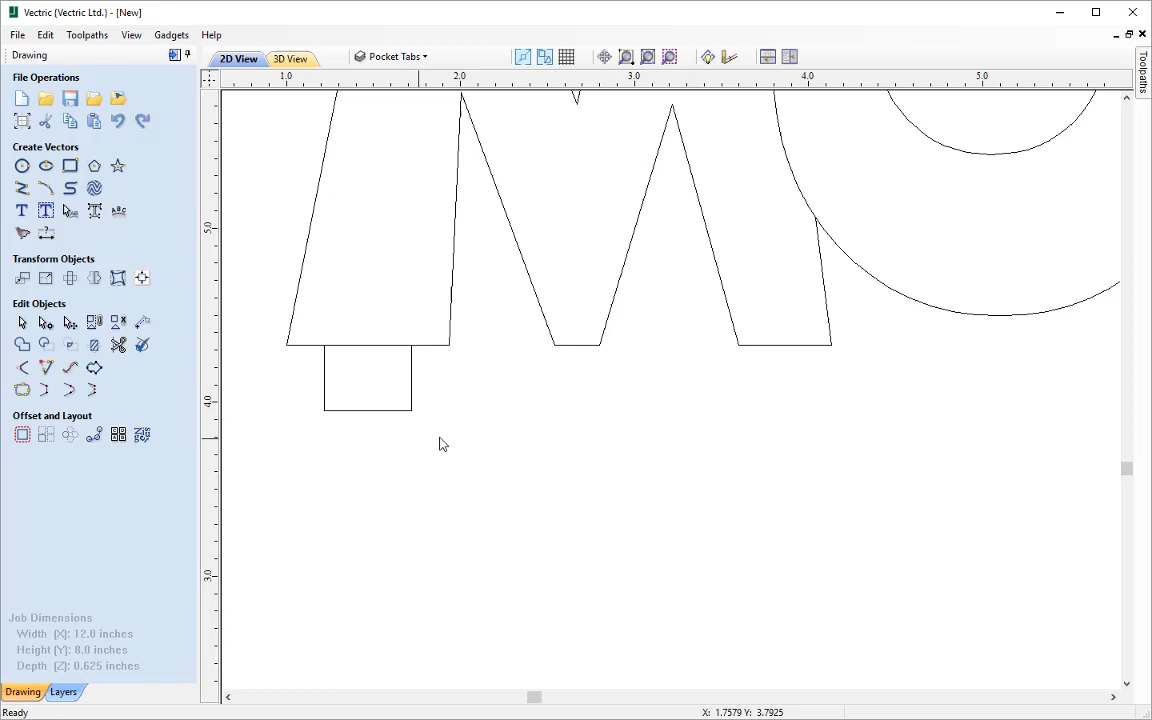 Vectric {Vectric Ltd.} - [New]
File Edit Toolpaths View Gadgets Help
Drawing
2D View 3D View Pocket Tabs
Toolpaths
1.0 2.0 3.0 4.0 5.0
File Operations
Create Vectors
5.0
Transform Objects
Edit Objects
4.0
Offset and Layout
3.0
Job Dimensions
Width (X): 12.0 inches
Height (Y): 8.0 inches
Depth (Z): 0.625 inches
Drawing Layers
Ready X: 1.7579 Y: 3.7925